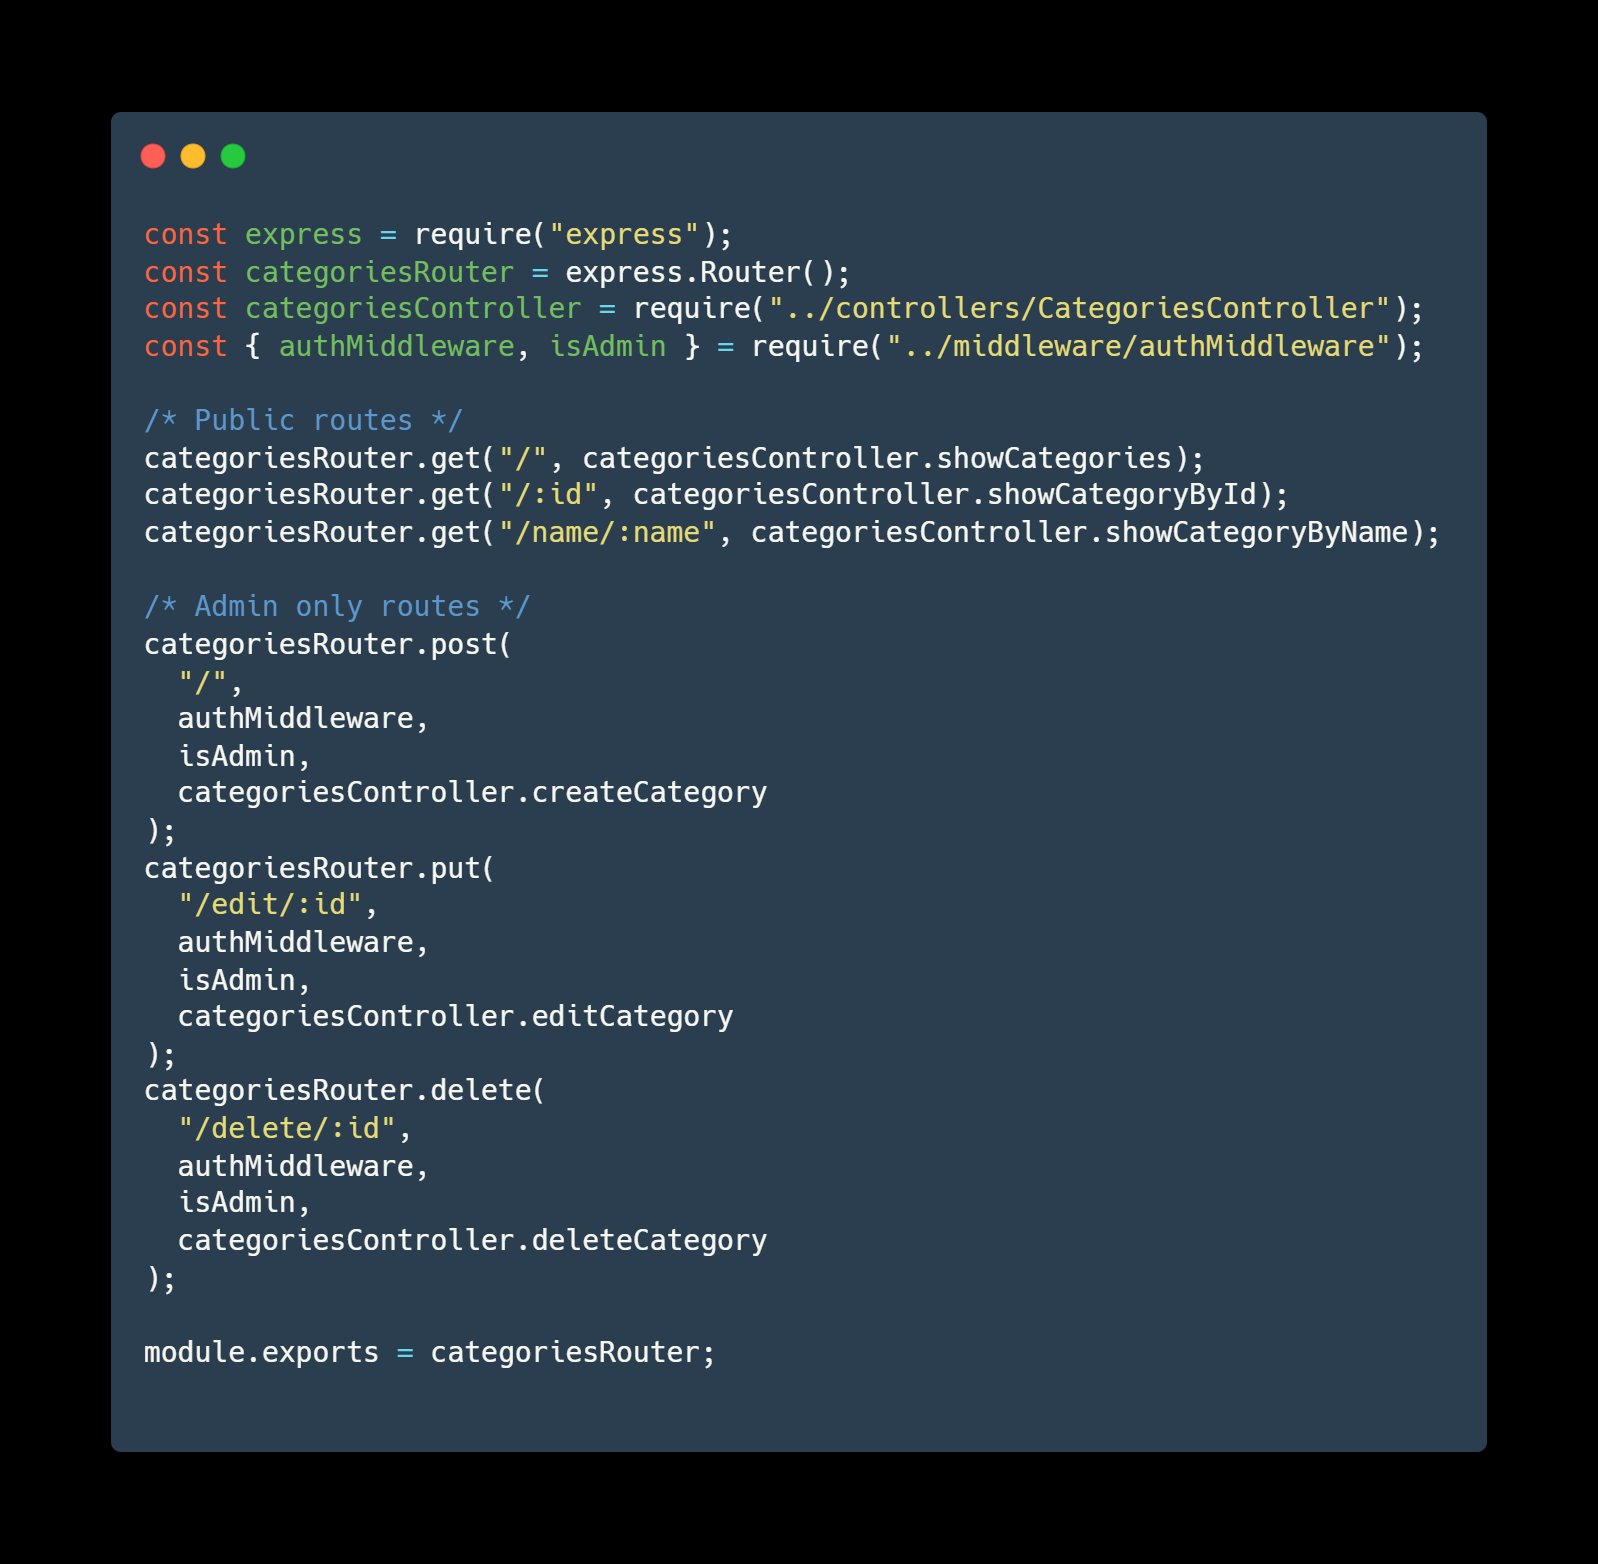 const express = require("express");
const categoriesRouter = express.Router();
const categoriesController = require("../controllers/CategoriesController");
const { authMiddleware, isAdmin } = require("../middleware/authMiddleware");

/* Public routes */
categoriesRouter.get("/", categoriesController.showCategories);
categoriesRouter.get("/:id", categoriesController.showCategoryById);
categoriesRouter.get("/name/:name", categoriesController.showCategoryByName);

/* Admin only routes */
categoriesRouter.post(
  "/",
  authMiddleware,
  isAdmin,
  categoriesController.createCategory
);
categoriesRouter.put(
  "/edit/:id",
  authMiddleware,
  isAdmin,
  categoriesController.editCategory
);
categoriesRouter.delete(
  "/delete/:id",
  authMiddleware,
  isAdmin,
  categoriesController.deleteCategory
);

module.exports = categoriesRouter;